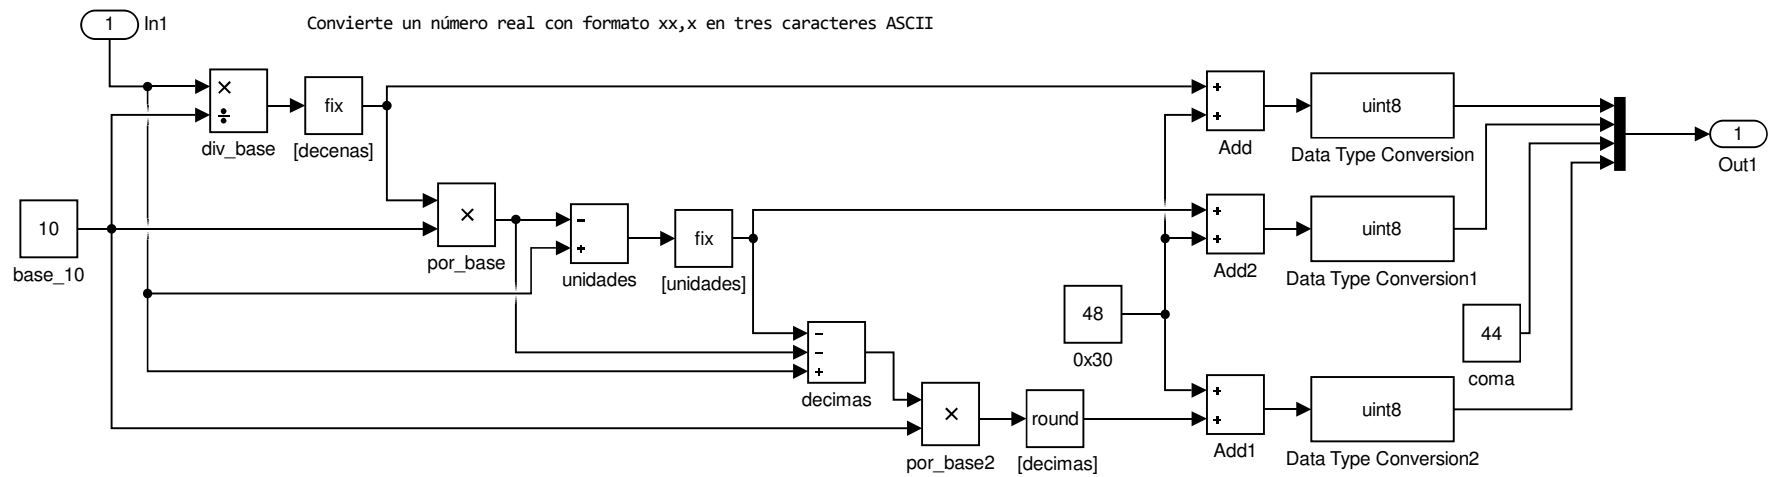 1 In1 Convierte un número real con formato xx,x en tres caracteres ASCII
× ÷
div_base
fix
[decenas]
+ +
Add
uint8
Data Type Conversion
1
Out1
10
base_10
×
por_base
- +
unidades
fix
[unidades]
+ +
Add2
uint8
Data Type Conversion1
48
0x30
44
coma
- - +
decimas
×
por_base2
round
[decimas]
+ +
Add1
uint8
Data Type Conversion2